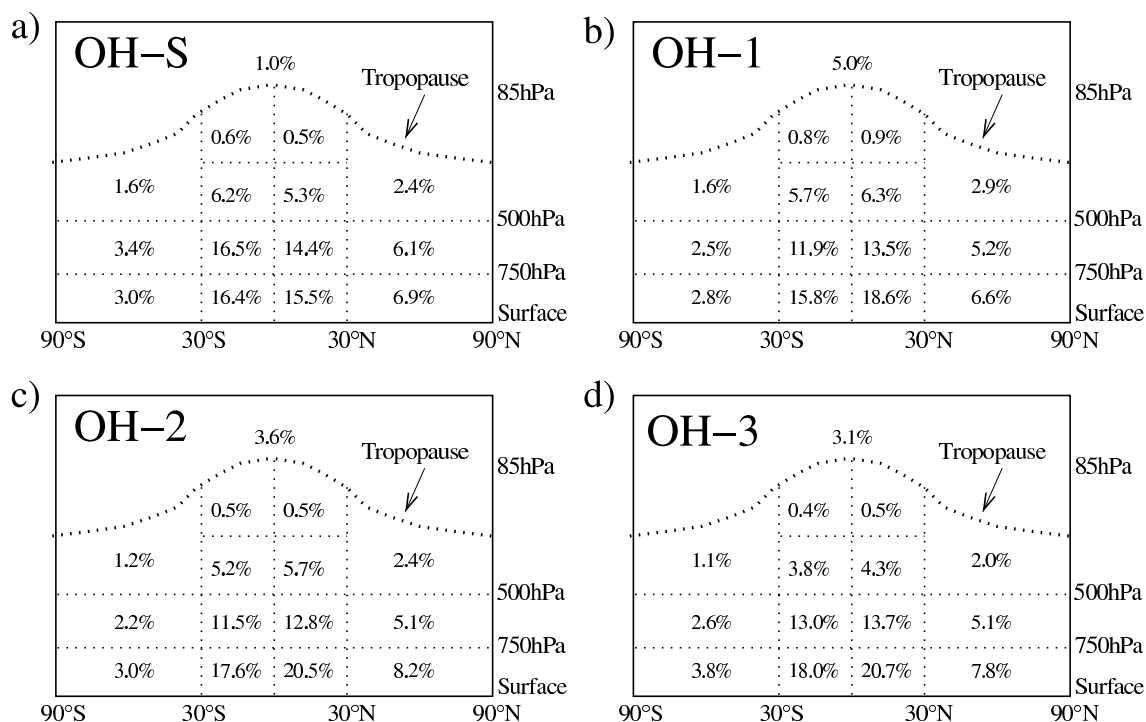 a)
OH–S
1.0%
Tropopause
85hPa
0.6% 0.5%
1.6% 6.2% 5.3% 2.4%
500hPa
3.4% 16.5% 14.4% 6.1%
750hPa
3.0% 16.4% 15.5% 6.9%
Surface
90°S 30°S 30°N 90°N
b)
OH–1
5.0%
Tropopause
85hPa
0.8% 0.9%
1.6% 5.7% 6.3% 2.9%
500hPa
2.5% 11.9% 13.5% 5.2%
750hPa
2.8% 15.8% 18.6% 6.6%
Surface
90°S 30°S 30°N 90°N
c)
OH–2
3.6%
Tropopause
85hPa
0.5% 0.5%
1.2% 5.2% 5.7% 2.4%
500hPa
2.2% 11.5% 12.8% 5.1%
750hPa
3.0% 17.6% 20.5% 8.2%
Surface
90°S 30°S 30°N 90°N
d)
OH–3
3.1%
Tropopause
85hPa
0.4% 0.5%
1.1% 3.8% 4.3% 2.0%
500hPa
2.6% 13.0% 13.7% 5.1%
750hPa
3.8% 18.0% 20.7% 7.8%
Surface
90°S 30°S 30°N 90°N